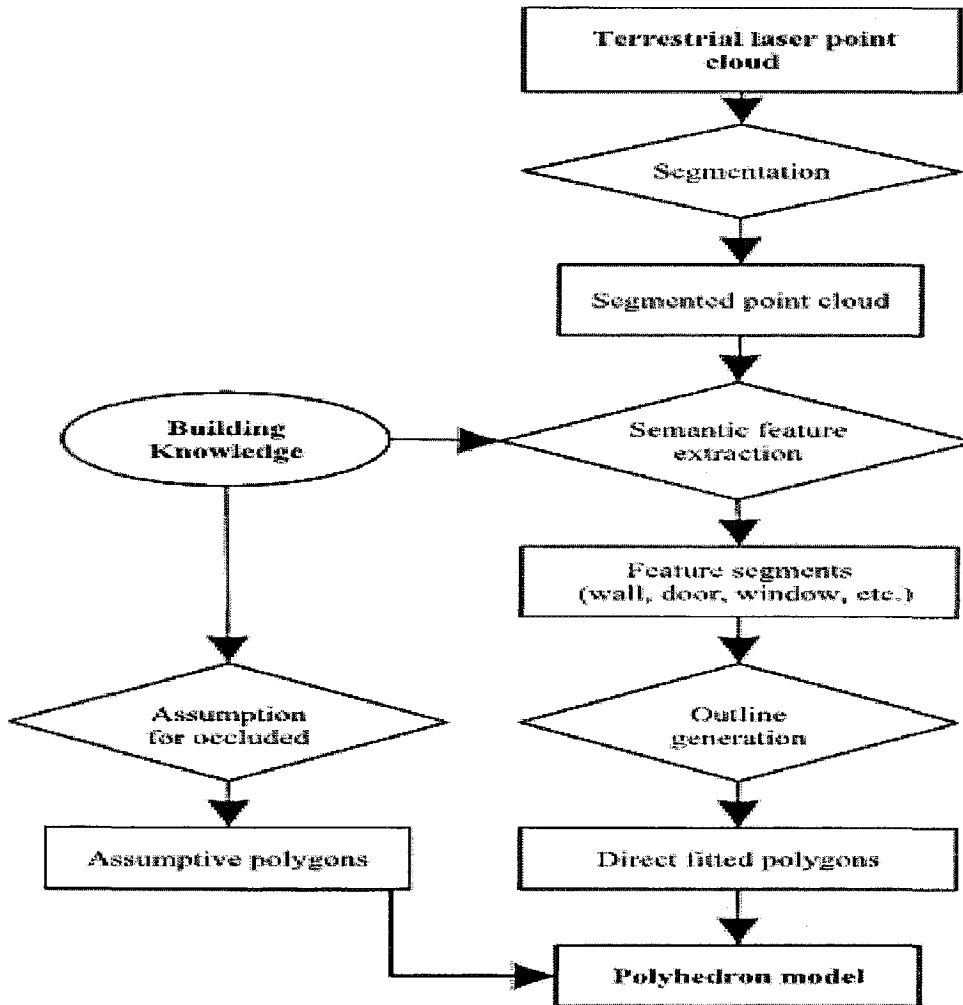 Terrestrial laser point
cloud
Segmentation
Segmented point cloud
Building
Knowledge
Semantic feature
extraction
Feature segments
(wall, door, window, etc.)
Assumption
for occluded
Outline
generation
Assumptive polygons
Direct fitted polygons
Polyhedron model